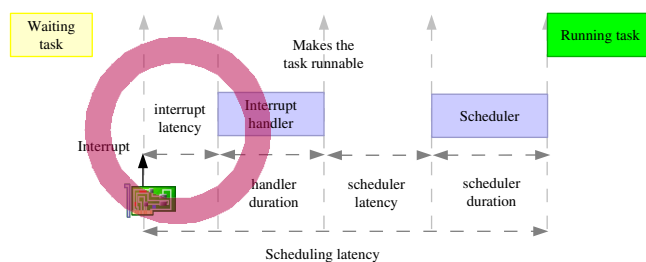 Waiting
task
Makes the
task runnable
Running task
interrupt
latency
Interrupt
handler
Scheduler
Interrupt
handler
duration
scheduler
latency
scheduler
duration
Scheduling latency